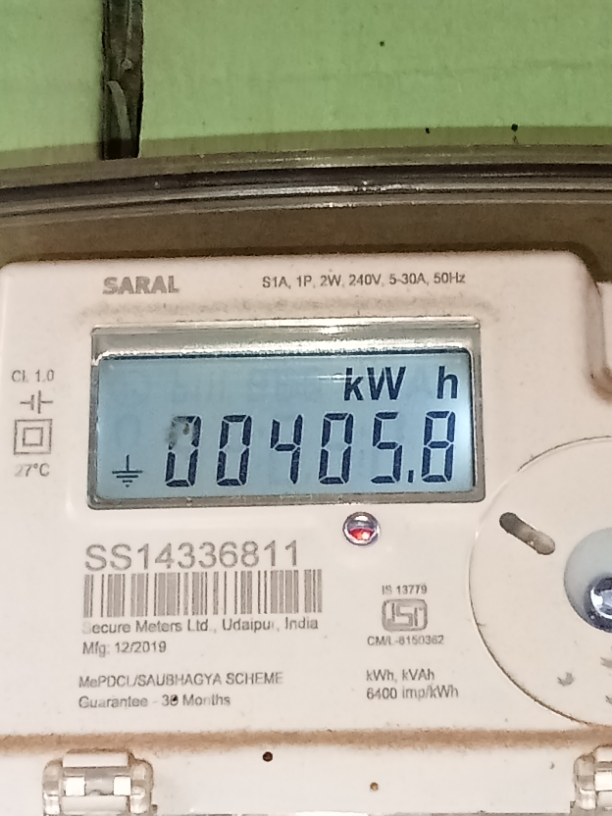 SARAL
S1A, 1P, 2W, 240V, 5-30A, 50Hz
Cl. 1.0
kW h
00405.8
27°C
SS14336811
Secure Meters Ltd., Udaipur, India
Mfg: 12/2019
IS 13779
ISI
CM/L-8150362
MePDCL/SAUBHAGYA SCHEME
Guarantee - 36 Months
kWh, kVAh
6400 imp/kWh